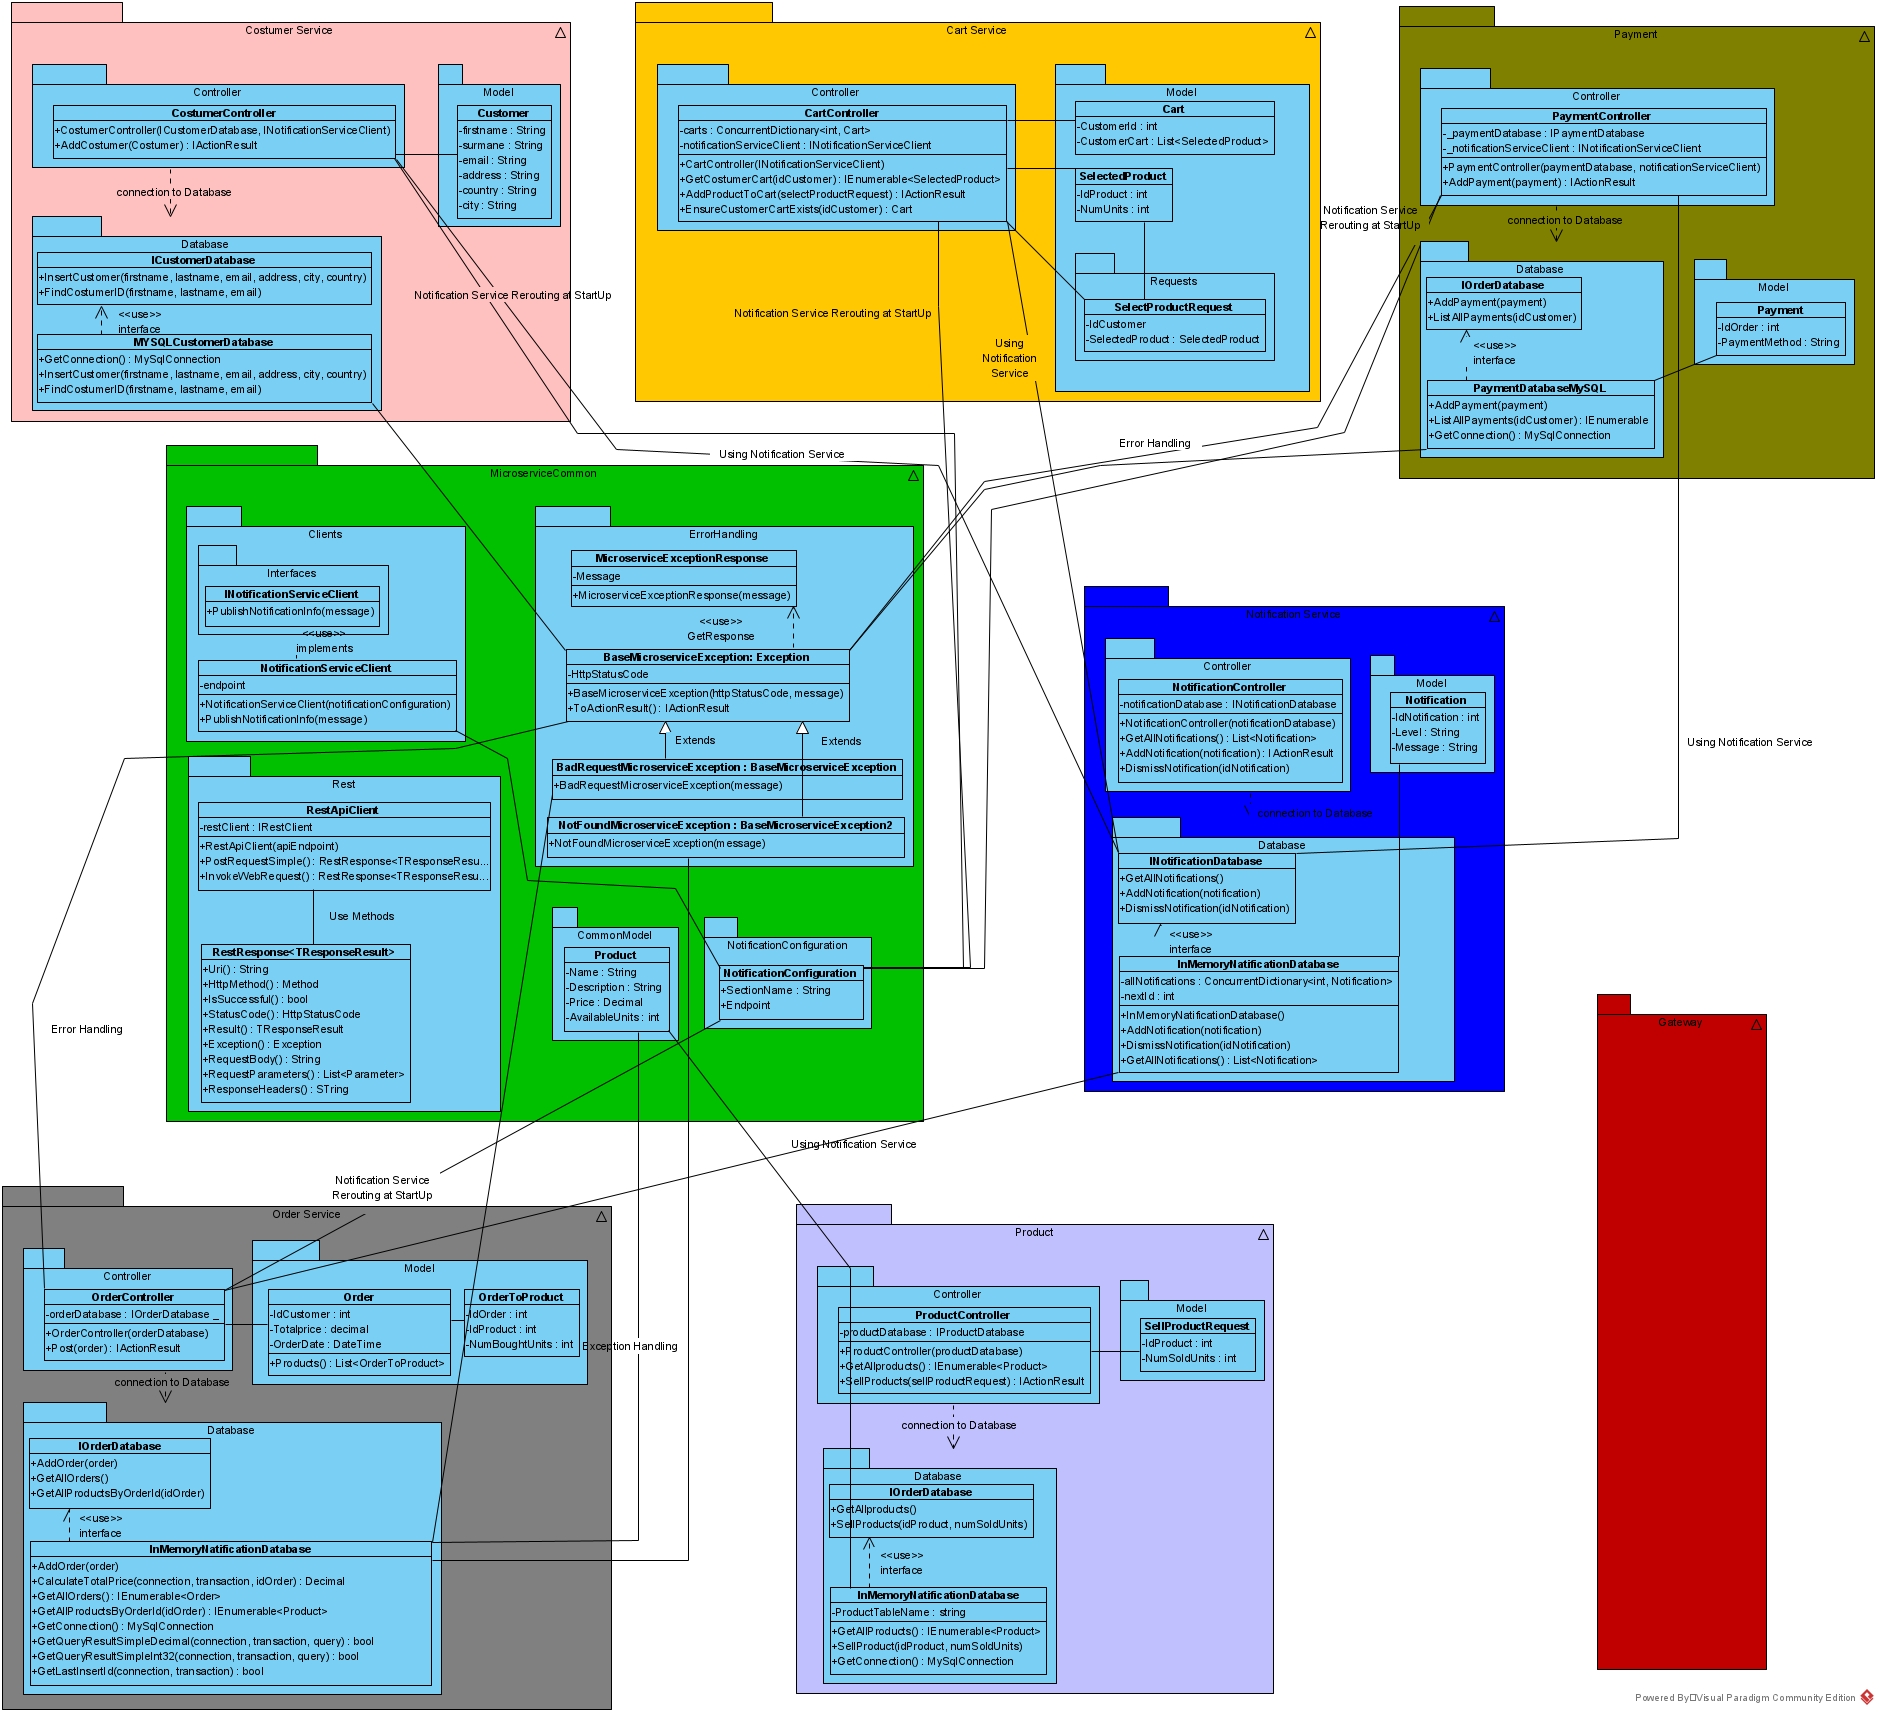 Costumer Service
Controller
CostumerController
+CostumerController(ICustomerDatabase, INotificationServiceClient)
+AddCostumer(Costumer) : IActionResult
Model
Customer
-firstname : String
-surmane : String
-email : String
-address : String
-country : String
-city : String
connection to Database
Database
ICustomerDatabase
+InsertCustomer(firstname, lastname, email, address, city, country)
+FindCostumerID(firstname, lastname, email)
<<use>>
interface
MYSQLCustomerDatabase
+GetConnection() : MySqlConnection
+InsertCustomer(firstname, lastname, email, address, city, country)
+FindCostumerID(firstname, lastname, email)
Notification Service Rerouting at StartUp
Cart Service
Controller
CartController
-carts : ConcurrentDictionary<int, Cart>
-notificationServiceClient : INotificationServiceClient
+CartController(INotificationServiceClient)
+GetCostumerCart(idCustomer) : IEnumerable<SelectedProduct>
+AddProductToCart(selectProductRequest) : IActionResult
+EnsureCustomerCartExists(idCustomer) : Cart
Model
Cart
-CustomerId : int
-CustomerCart : List<SelectedProduct>
SelectedProduct
-IdProduct : int
-NumUnits : int
Requests
SelectProductRequest
-IdCustomer
-SelectedProduct : SelectedProduct
Notification Service Rerouting at StartUp
Using
Notification
Service
Payment
Controller
PaymentController
-_paymentDatabase : IPaymentDatabase
-_notificationServiceClient : INotificationServiceClient
+PaymentController(paymentDatabase, notificationServiceClient)
+AddPayment(payment) : IActionResult
Notification Service
Rerouting at StartUp
connection to Database
Database
IOrderDatabase
+AddPayment(payment)
+ListAllPayments(idCustomer)
<<use>>
interface
PaymentDatabaseMySQL
+AddPayment(payment)
+ListAllPayments(idCustomer) : IEnumerable
+GetConnection() : MySqlConnection
Model
Payment
-IdOrder : int
-PaymentMethod : String
Error Handling
Using Notification Service
MicroserviceCommon
Clients
Interfaces
INotificationServiceClient
+PublishNotificationInfo(message)
<<use>>
implements
NotificationServiceClient
-endpoint
+NotificationServiceClient(notificationConfiguration)
+PublishNotificationInfo(message)
ErrorHandling
MicroserviceExceptionResponse
-Message
+MicroserviceExceptionResponse(message)
<<use>>
GetResponse
BaseMicroserviceException: Exception
-HttpStatusCode
+BaseMicroserviceException(httpStatusCode, message)
+ToActionResult() : IActionResult
Extends
Extends
BadRequestMicroserviceException : BaseMicroserviceException
+BadRequestMicroserviceException(message)
NotFoundMicroserviceException : BaseMicroserviceException2
+NotFoundMicroserviceException(message)
Rest
RestApiClient
-restClient : IRestClient
+RestApiClient(apiEndpoint)
+PostRequestSimple() : RestResponse<TResponseResu...
+InvokeWebRequest() : RestResponse<TResponseResu...
Use Methods
RestResponse<TResponseResult>
+Uri() : String
+HttpMethod() : Method
+IsSuccessful() : bool
+StatusCode() : HttpStatusCode
+Result() : TResponseResult
+Exception() : Exception
+RequestBody() : String
+RequestParameters() : List<Parameter>
+ResponseHeaders() : STring
CommonModel
Product
-Name : String
-Description : String
-Price : Decimal
-AvailableUnits : int
NotificationConfiguration
NotificationConfiguration
+SectionName : String
+Endpoint
Notification Service
Controller
NotificationController
-notificationDatabase : INotificationDatabase
+NotificationController(notificationDatabase)
+GetAllNotifications() : List<Notification>
+AddNotification(notification) : IActionResult
+DismissNotification(idNotification)
Model
Notification
-IdNotification : int
-Level : String
-Message : String
connection to Database
Database
INotificationDatabase
+GetAllNotifications()
+AddNotification(notification)
+DismissNotification(idNotification)
<<use>>
interface
InMemoryNatificationDatabase
-allNotifications : ConcurrentDictionary<int, Notification>
-nextId : int
+InMemoryNatificationDatabase()
+AddNotification(notification)
+DismissNotification(idNotification)
+GetAllNotifications() : List<Notification>
Using Notification Service
Gateway
Error Handling
Using Notification Service
Notification Service
Rerouting at StartUp
Order Service
Controller
OrderController
-orderDatabase : IOrderDatabase _
+OrderController(orderDatabase)
+Post(order) : IActionResult
Model
Order
-IdCustomer : int
-Totalprice : decimal
-OrderDate : DateTime
+Products() : List<OrderToProduct>
OrderToProduct
-IdOrder : int
-IdProduct : int
-NumBoughtUnits : int
Exception Handling
connection to Database
Database
IOrderDatabase
+AddOrder(order)
+GetAllOrders()
+GetAllProductsByOrderId(idOrder)
<<use>>
interface
InMemoryNatificationDatabase
+AddOrder(order)
+CalculateTotalPrice(connection, transaction, idOrder) : Decimal
+GetAllOrders() : IEnumerable<Order>
+GetAllProductsByOrderId(idOrder) : IEnumerable<Product>
+GetConnection() : MySqlConnection
+GetQueryResultSimpleDecimal(connection, transaction, query) : bool
+GetQueryResultSimpleInt32(connection, transaction, query) : bool
+GetLastInsertId(connection, transaction) : bool
Product
Controller
ProductController
-productDatabase : IProductDatabase
+ProductController(productDatabase)
+GetAllproducts() : IEnumerable<Product>
+SellProducts(sellProductRequest) : IActionResult
Model
SellProductRequest
-IdProduct : int
-NumSoldUnits : int
connection to Database
Database
IOrderDatabase
+GetAllproducts()
+SellProducts(idProduct, numSoldUnits)
<<use>>
interface
InMemoryNatificationDatabase
-ProductTableName : string
+GetAllProducts() : IEnumerable<Product>
+SellProduct(idProduct, numSoldUnits)
+GetConnection() : MySqlConnection
Powered By Visual Paradigm Community Edition